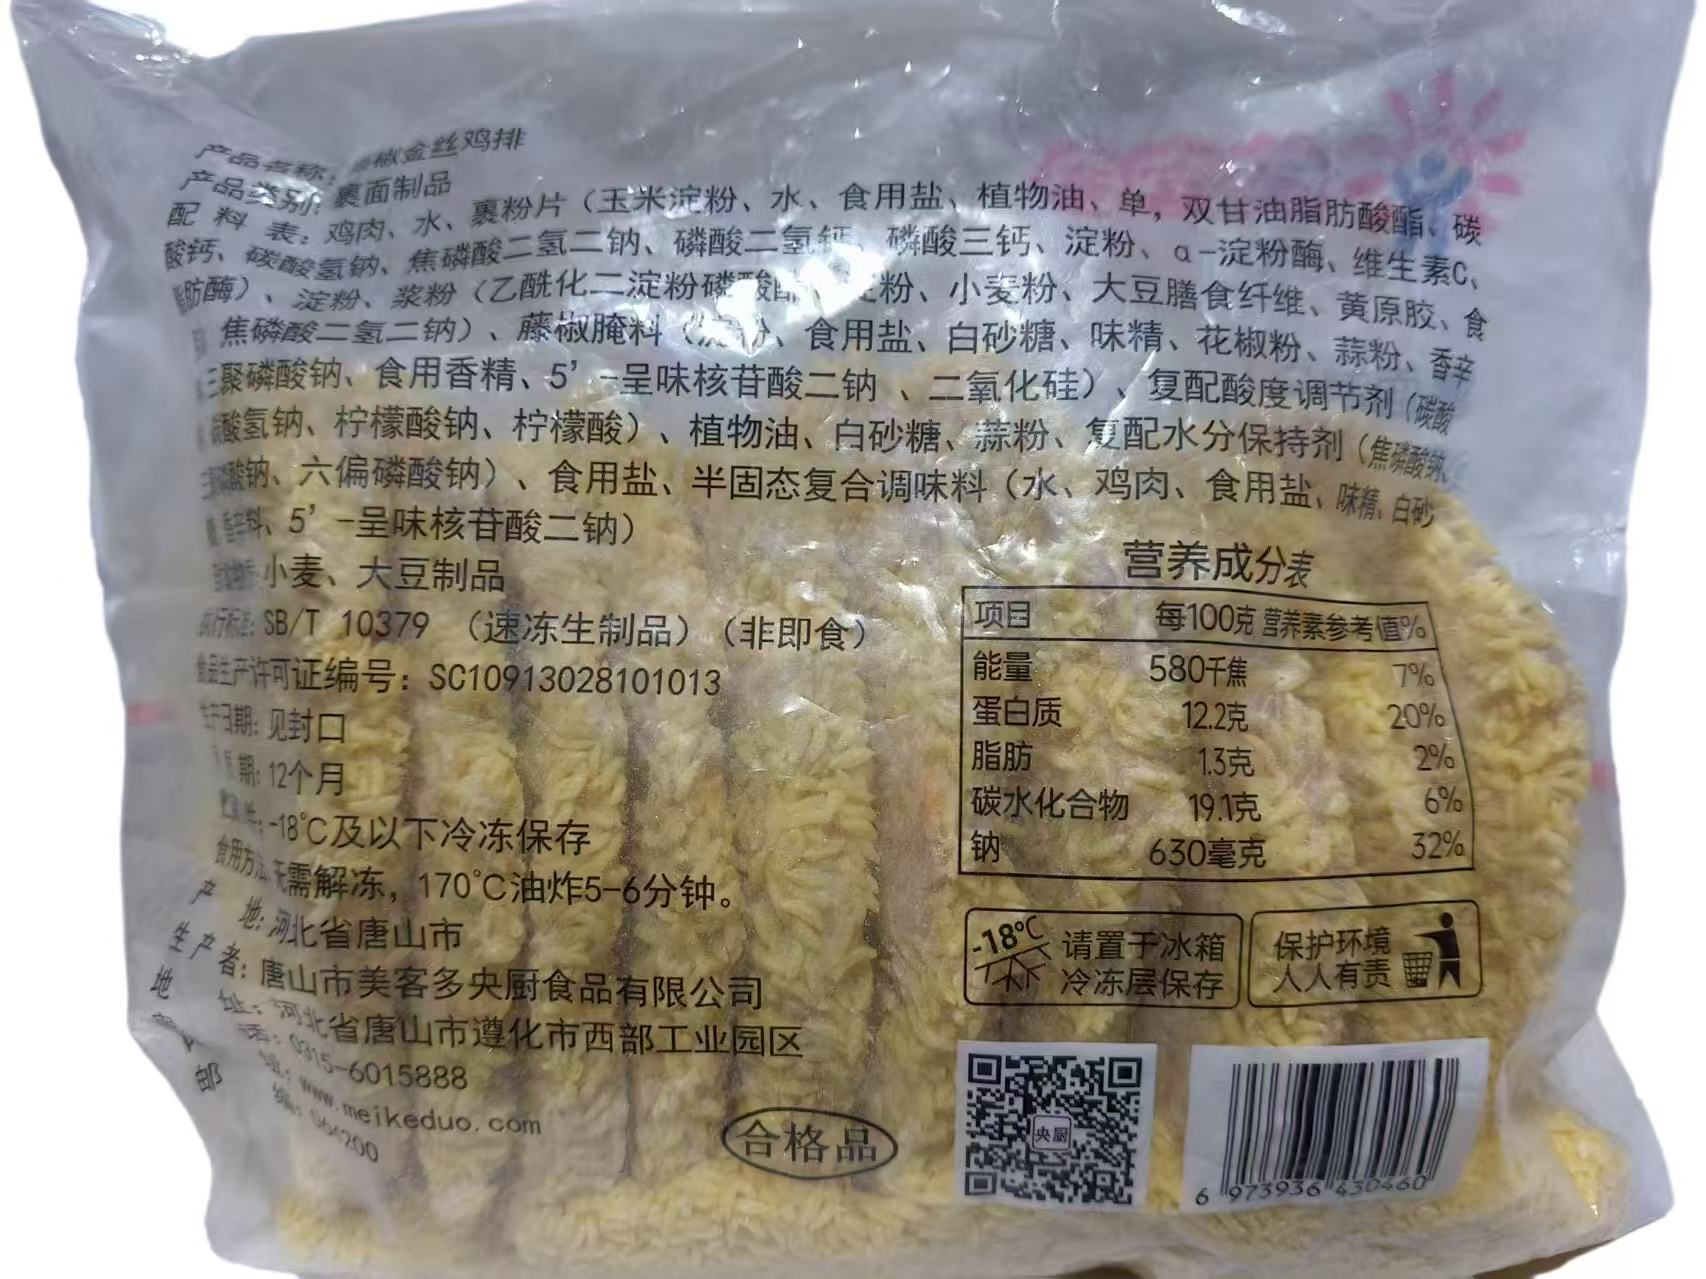 产品名称：藤椒金丝鸡排
产品类别：裹面制品
配料表：鸡肉、水、裹粉片（玉米淀粉、水、食用盐、植物油、单，双甘油脂肪酸酯、碳
酸钙、碳酸氢钠、焦磷酸二氢二钠、磷酸二氢钙、磷酸三钙、淀粉、α-淀粉酶、维生素C、
脂肪酶）、淀粉、浆粉（乙酰化二淀粉磷酸酯、淀粉、小麦粉、大豆膳食纤维、黄原胶、食
焦磷酸二氢二钠）、藤椒腌料（淀粉、食用盐、白砂糖、味精、花椒粉、蒜粉、香辛
三聚磷酸钠、食用香精、5’-呈味核苷酸二钠 、二氧化硅）、复配酸度调节剂（碳酸
碳酸氢钠、柠檬酸钠、柠檬酸）、植物油、白砂糖、蒜粉、复配水分保持剂（焦磷酸钠、
三聚磷酸钠、六偏磷酸钠）、食用盐、半固态复合调味料（水、鸡肉、食用盐、味精、白砂
香辛料、5’-呈味核苷酸二钠）
小麦、大豆制品
执行标准：SB/T 10379 （速冻生制品）（非即食）
食品生产许可证编号：SC10913028101013
生产日期：见封口
期：12个月
件：-18℃及以下冷冻保存
食用方法：无需解冻，170℃油炸5-6分钟。
产地：河北省唐山市
生产者：唐山市美客多央厨食品有限公司
地址：河北省唐山市遵化市西部工业园区
话：0315-6015888
www.meikeduo.com
邮编：064200
合格品
营养成分表
项目 每100克 营养素参考值%
能量 580千焦 7%
蛋白质 12.2克 20%
脂肪 1.3克 2%
碳水化合物 19.1克 6%
钠 630毫克 32%
-18℃ 请置于冰箱
冷冻层保存
保护环境
人人有责
央厨
6 973936 430460